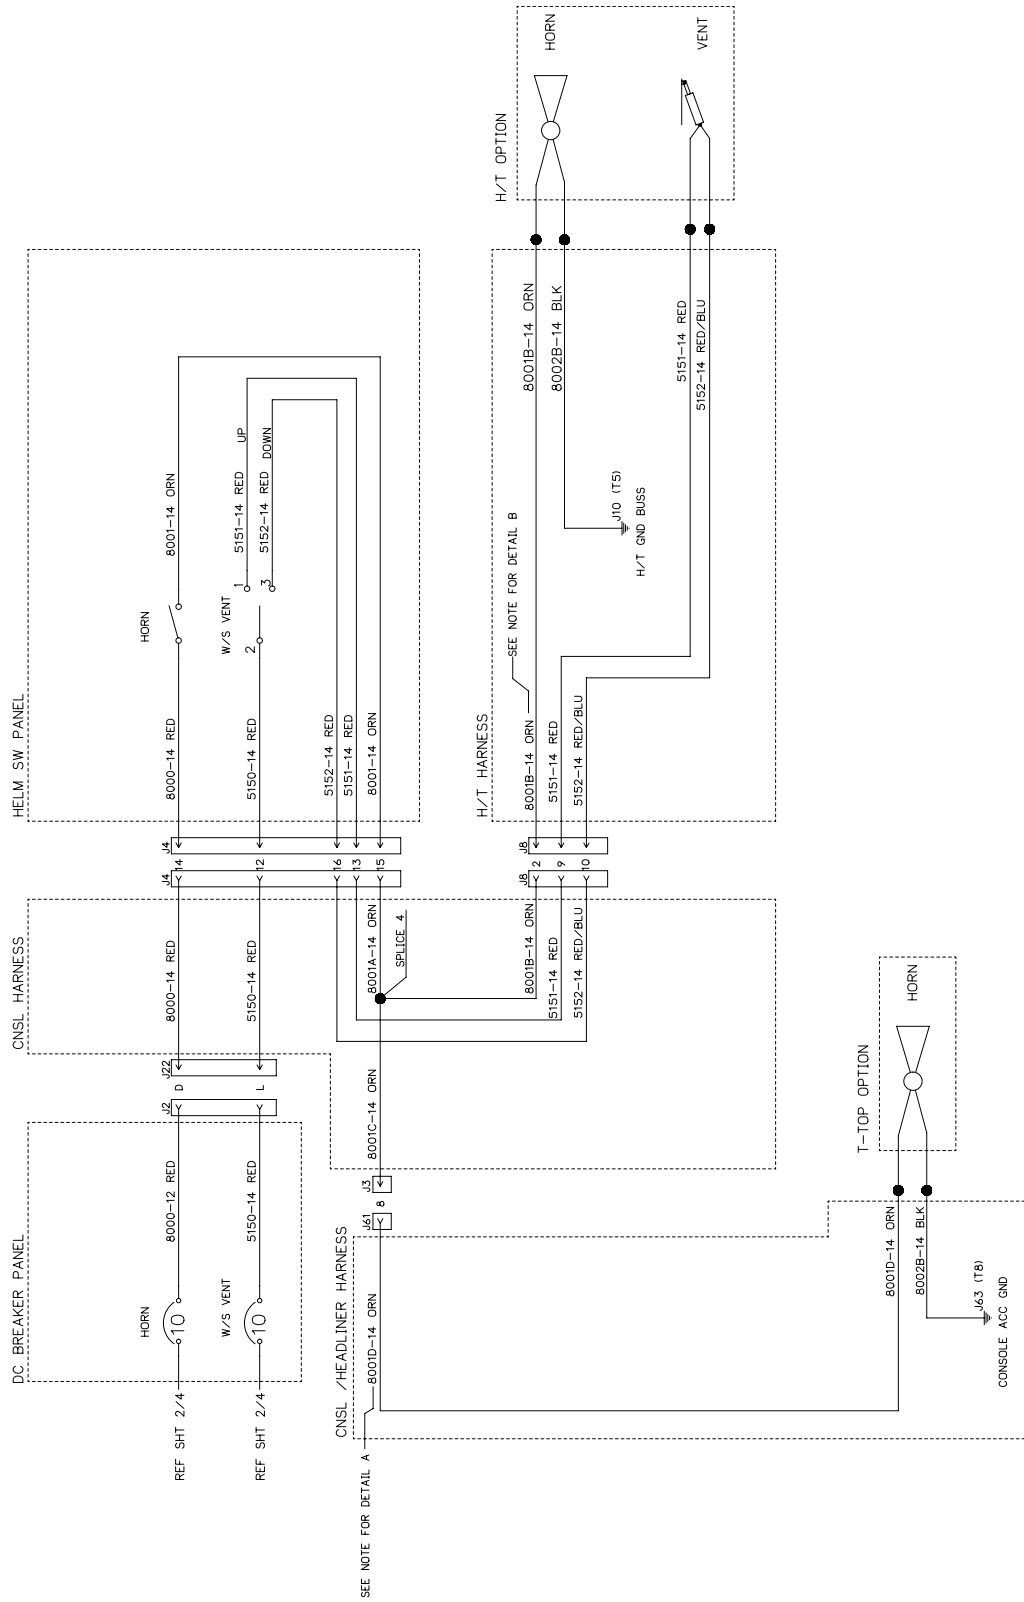 DC BREAKER PANEL
REF SHT 2/4
HORN
10
8000-12 RED
REF SHT 2/4
W/S VENT
10
5150-14 RED
J2
D
L
J22
CNSL HARNESS
8000-14 RED
5150-14 RED
8001A-14 ORN
SPLICE 4
8001C-14 ORN
8001B-14 ORN
5151-14 RED
5152-14 RED/BLU
J4
14
12
16
13
15
J4
HELM SW PANEL
8000-14 RED
HORN
8001-14 ORN
5150-14 RED
W/S VENT
2
1
3
5151-14 RED
UP
5152-14 RED
DOWN
5152-14 RED
5151-14 RED
8001-14 ORN
J8
2
9
10
J8
H/T HARNESS
8001B-14 ORN
5151-14 RED
5152-14 RED/BLU
SEE NOTE FOR DETAIL B
J10 (T5)
H/T GND BUSS
8001B-14 ORN
8002B-14 BLK
5151-14 RED
5152-14 RED/BLU
H/T OPTION
HORN
VENT
J3
8
J61
CNSL /HEADLINER HARNESS
SEE NOTE FOR DETAIL A
8001D-14 ORN
8001D-14 ORN
8002B-14 BLK
J63 (T8)
CONSOLE ACC GND
T-TOP OPTION
HORN